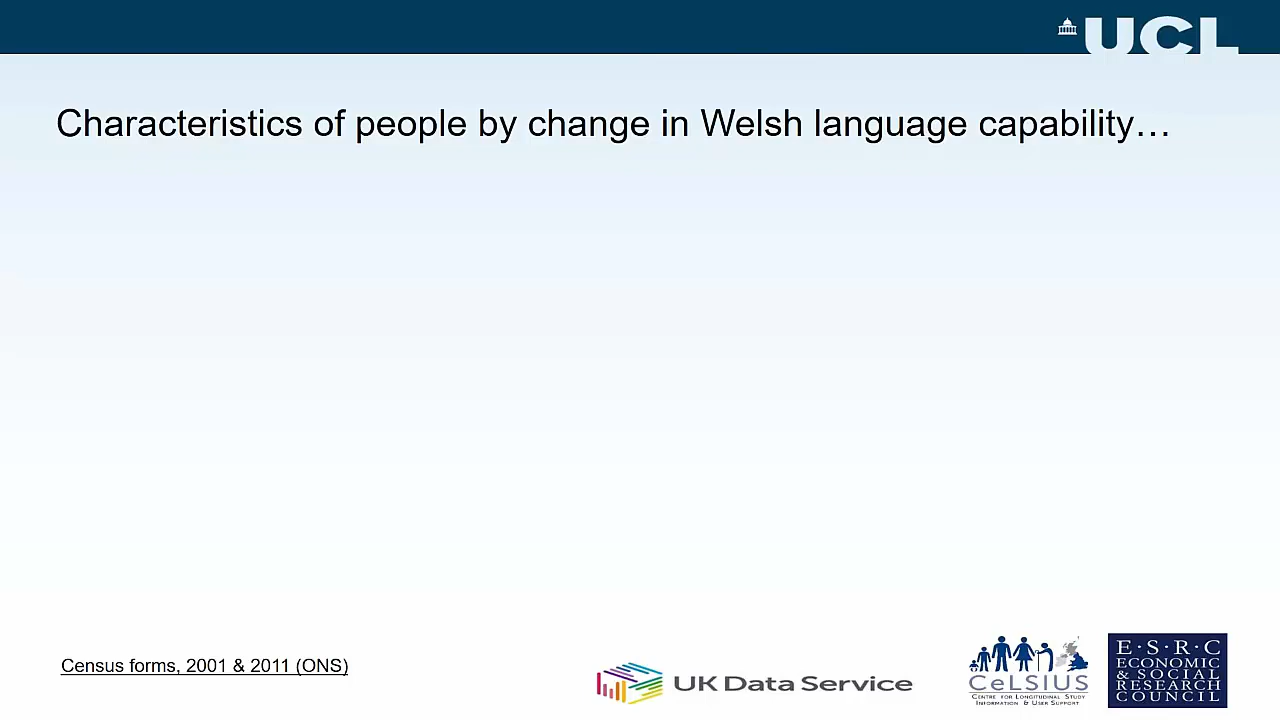 UCL
Characteristics of people by change in Welsh language capability…
Census forms, 2001 & 2011 (ONS)
UK Data Service
CeLSIUS
CENTRE FOR LONGITUDINAL STUDY
INFORMATION & USER SUPPORT
E·S·R·C
ECONOMIC
& SOCIAL
RESEARCH
COUNCIL